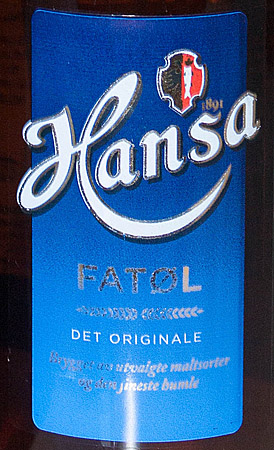 Hansa
1891
FATØL
DET ORIGINALE
Brygget av utvalgte maltsorter
og den fineste humle